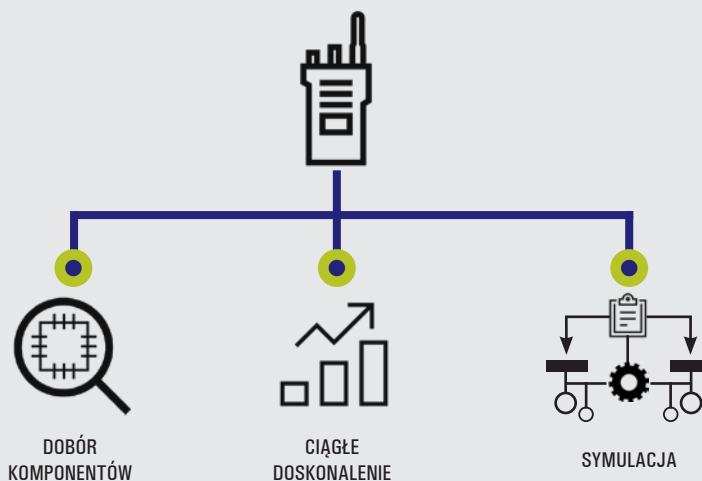 DOBÓR
KOMPONENTÓW
CIĄGŁE
DOSKONALENIE
SYMULACJA